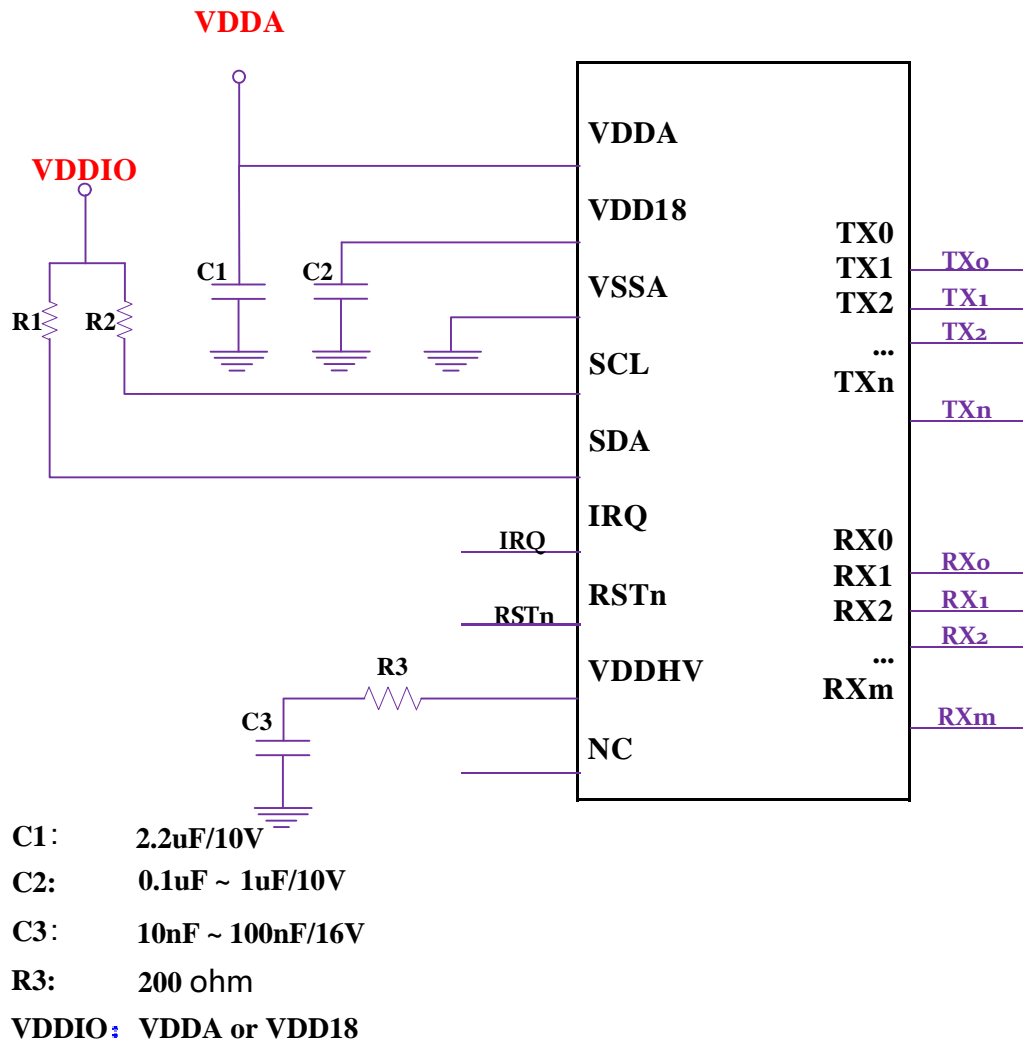 VDDA
VDDIO
C1
C2
R1
R2
VDDA
VDD18
VSSA
SCL
SDA
IRQ
RSTn
VDDHV
NC
IRQ
RSTn
R3
C3
TX0
TX1
TX2
...
TXn
RX0
RX1
RX2
...
RXm
TX0
TX1
TX2
TXn
RX0
RX1
RX2
RXm
C1： 2.2uF/10V
C2: 0.1uF ~ 1uF/10V
C3： 10nF ~ 100nF/16V
R3: 200 ohm
VDDIO： VDDA or VDD18